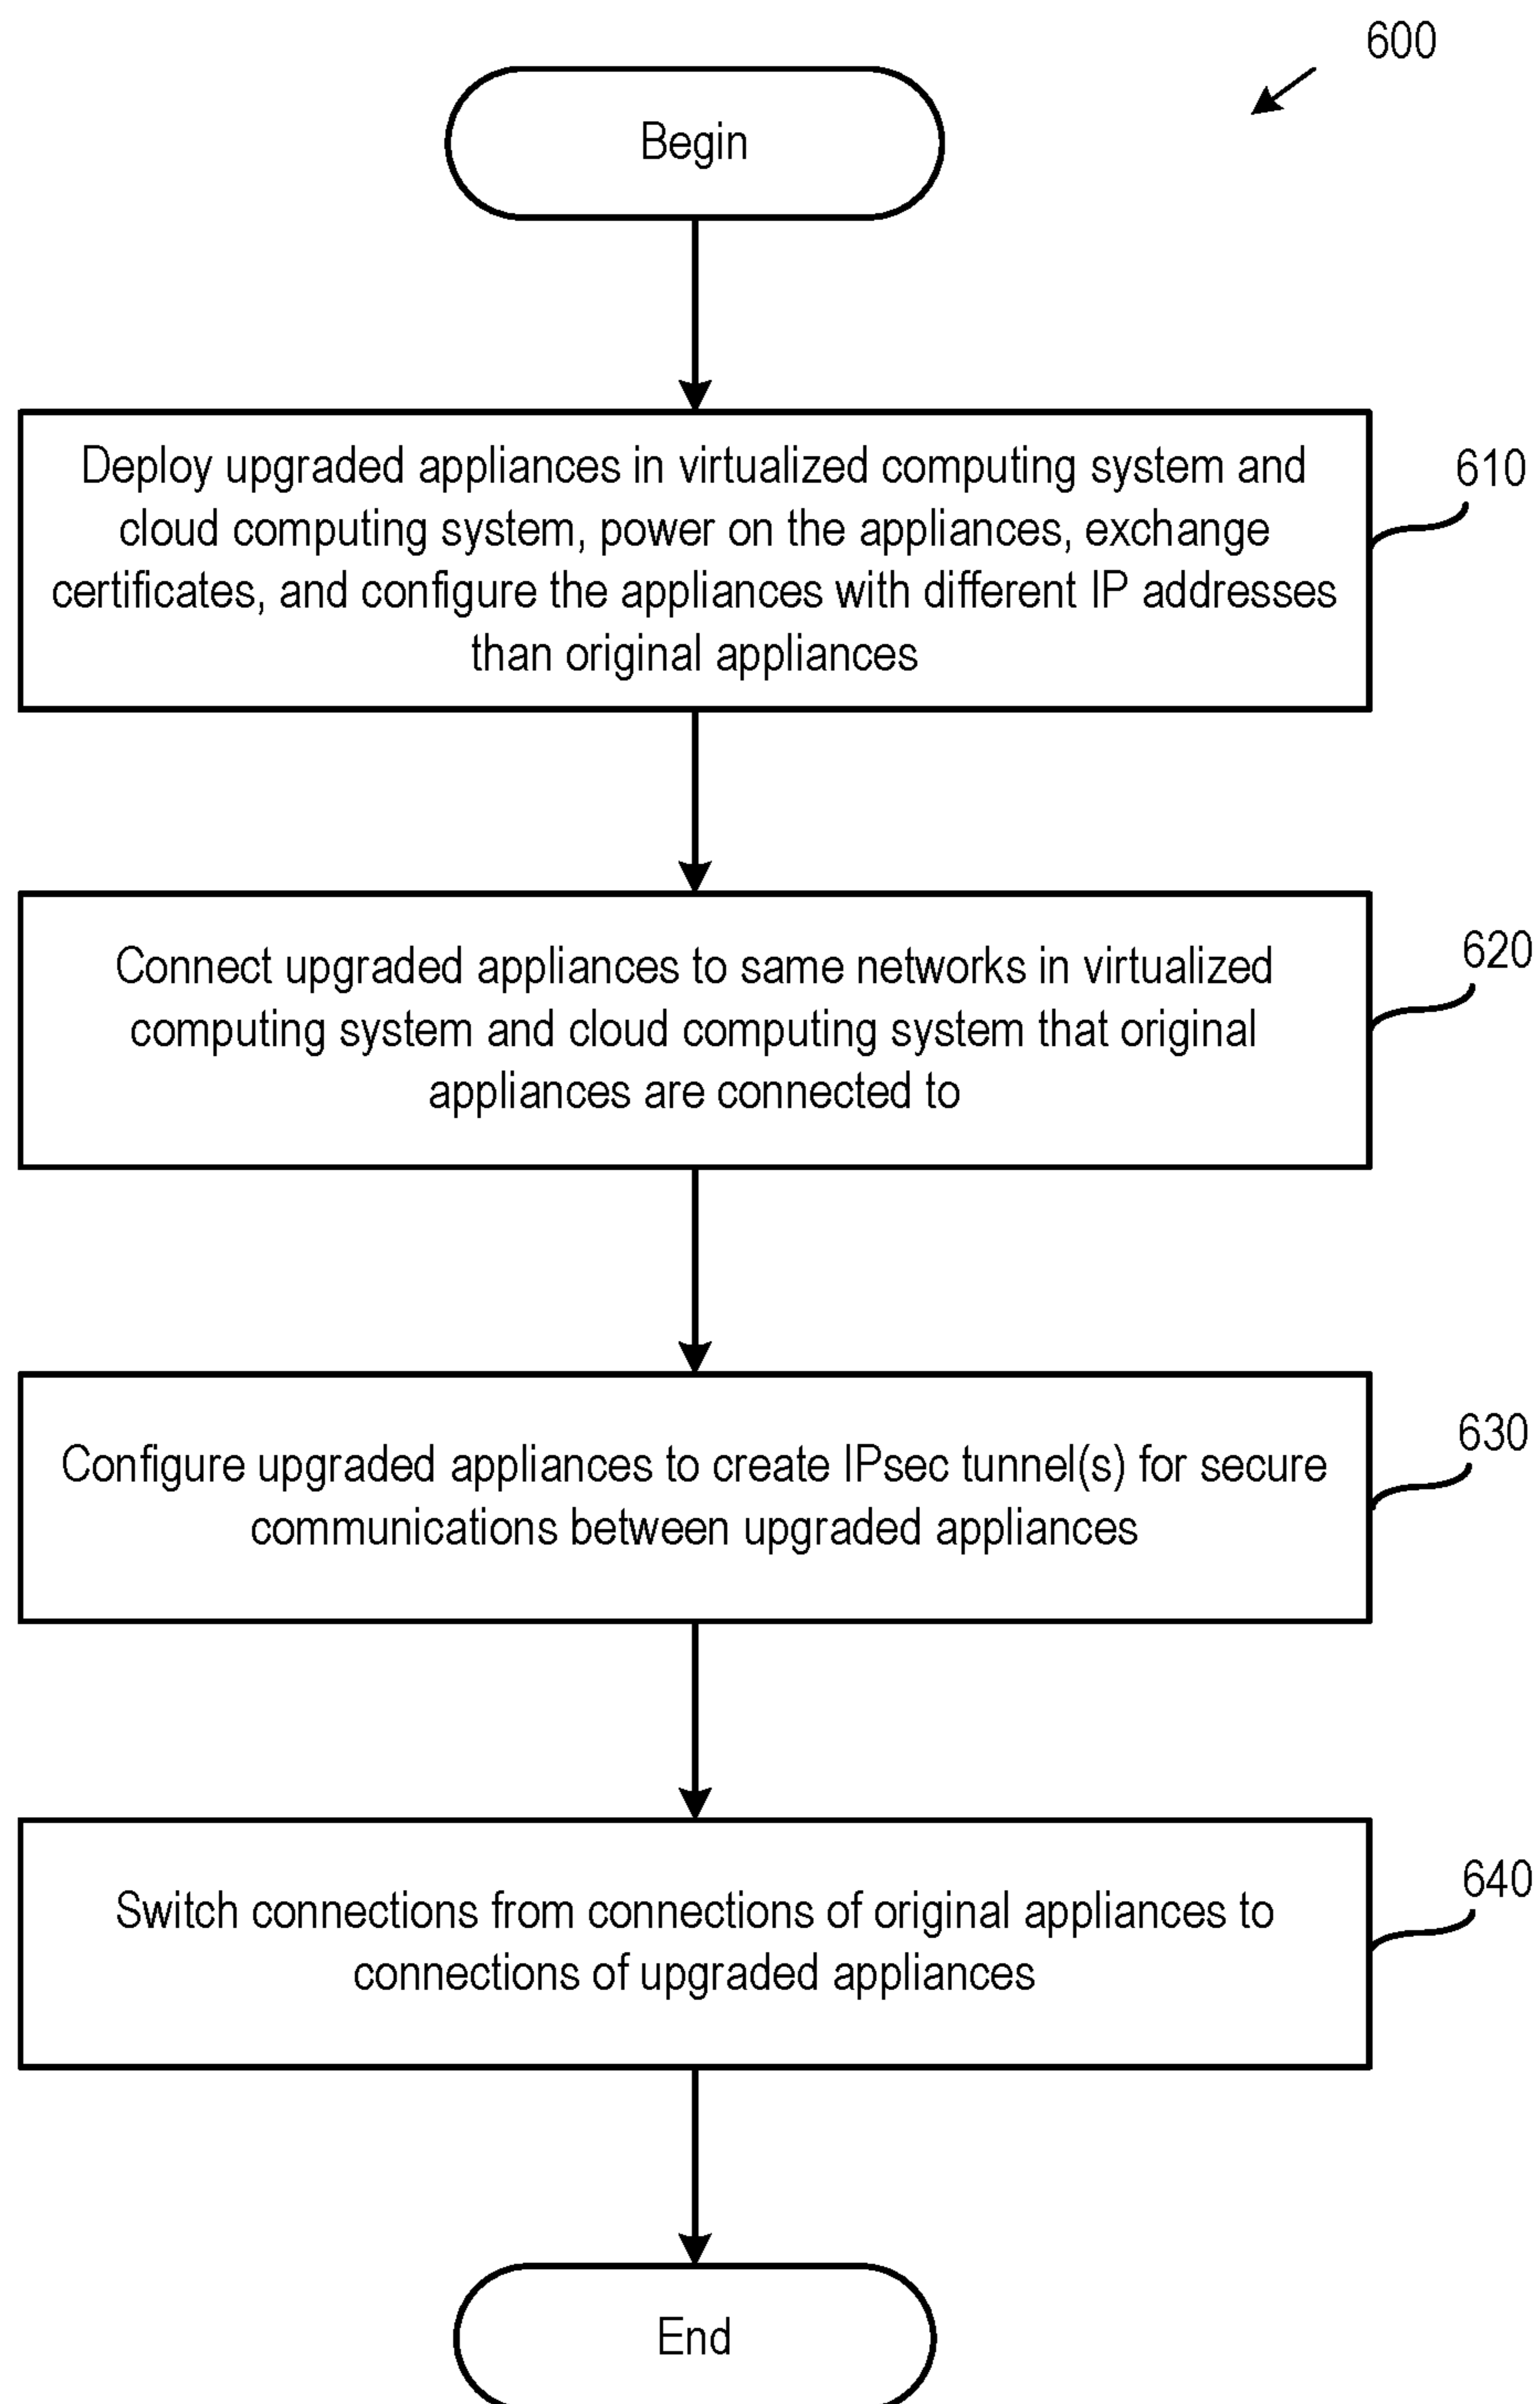 600
Begin
Deploy upgraded appliances in virtualized computing system and
cloud computing system, power on the appliances, exchange
certificates, and configure the appliances with different IP addresses
than original appliances
610
Connect upgraded appliances to same networks in virtualized
computing system and cloud computing system that original
appliances are connected to
620
Configure upgraded appliances to create IPsec tunnel(s) for secure
communications between upgraded appliances
630
Switch connections from connections of original appliances to
connections of upgraded appliances
640
End